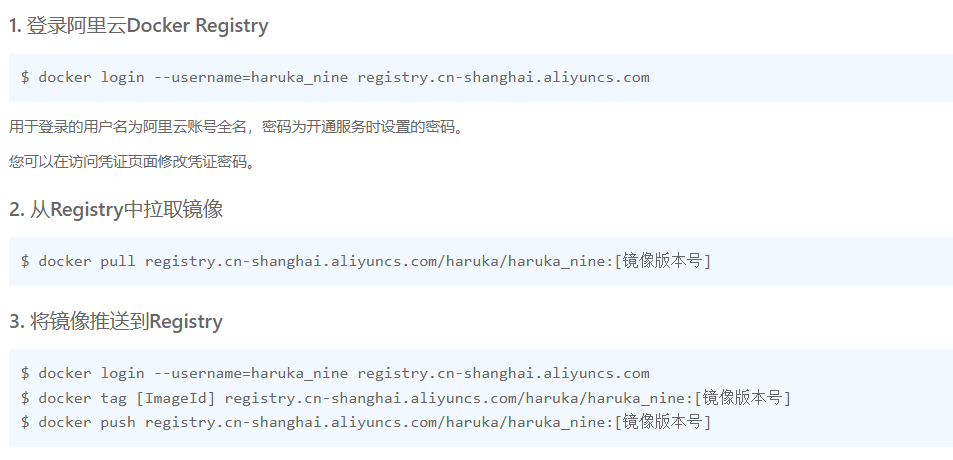 1. 登录阿里云Docker Registry
$ docker login --username=haruka_nine registry.cn-shanghai.aliyuncs.com
用于登录的用户名为阿里云账号全名，密码为开通服务时设置的密码。
您可以在访问凭证页面修改凭证密码。
2. 从Registry中拉取镜像
$ docker pull registry.cn-shanghai.aliyuncs.com/haruka/haruka_nine:[镜像版本号]
3. 将镜像推送到Registry
$ docker login --username=haruka_nine registry.cn-shanghai.aliyuncs.com
$ docker tag [ImageId] registry.cn-shanghai.aliyuncs.com/haruka/haruka_nine:[镜像版本号]
$ docker push registry.cn-shanghai.aliyuncs.com/haruka/haruka_nine:[镜像版本号]